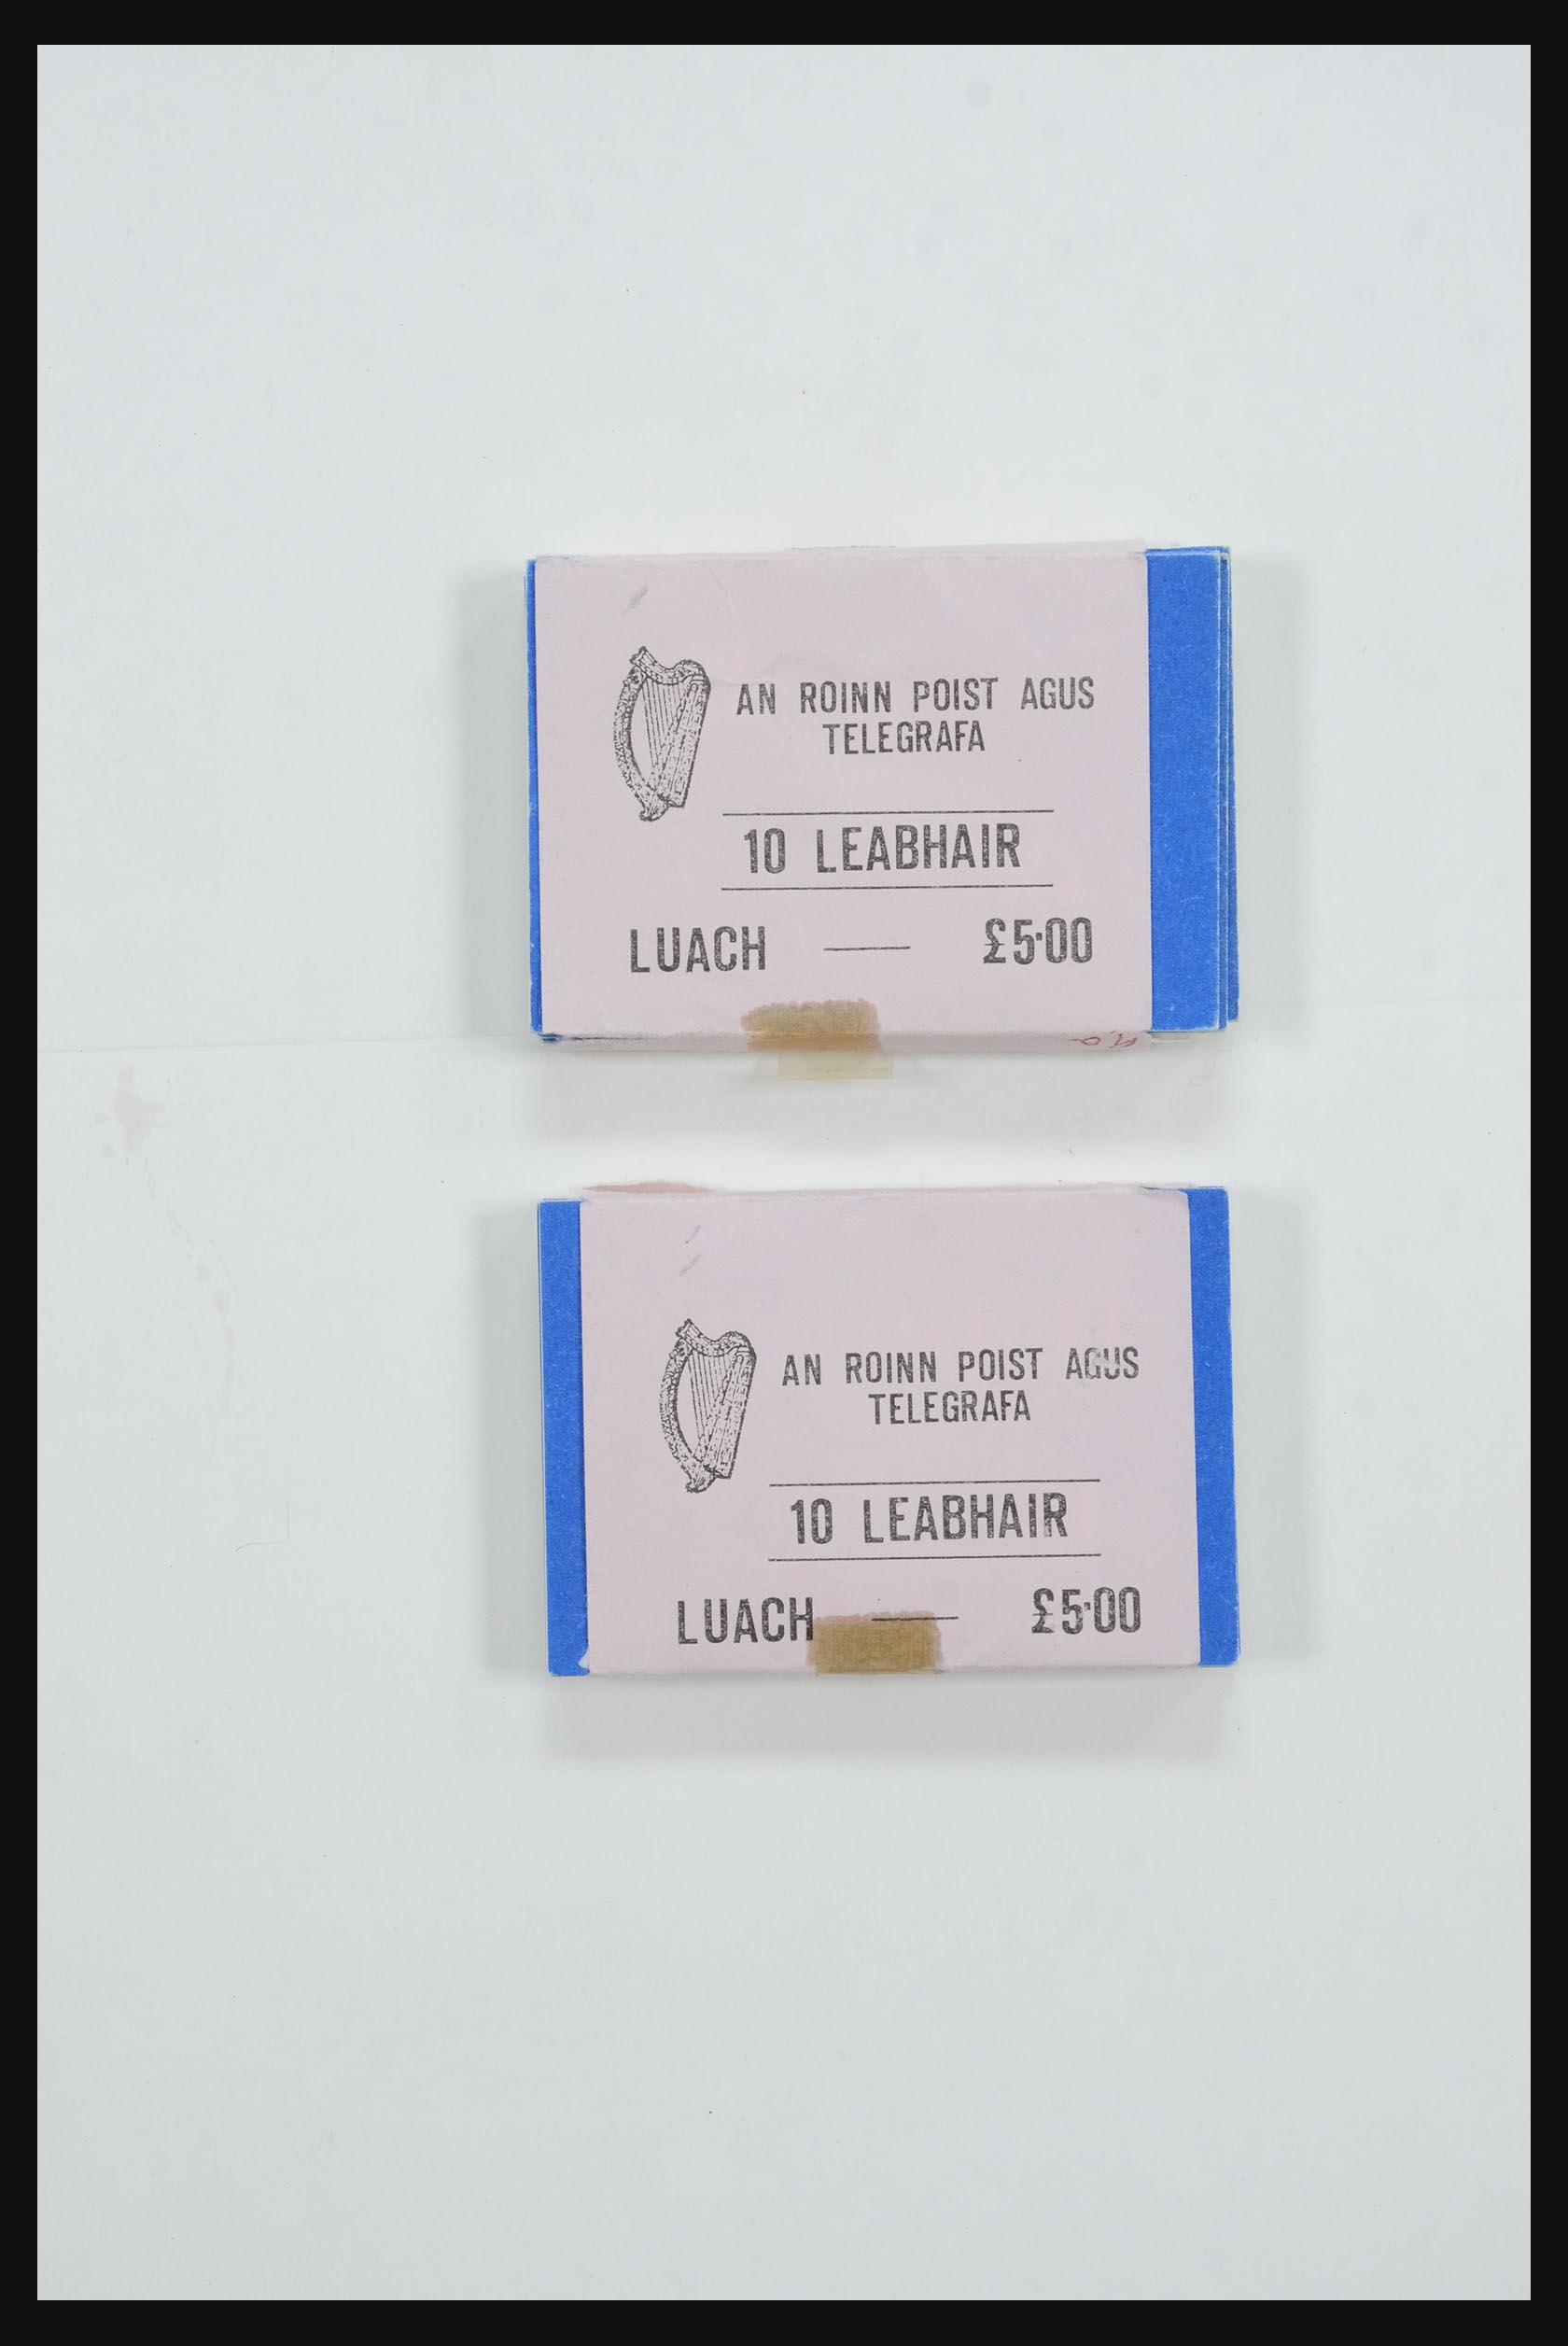 AN ROINN POIST AGUS
TELEGRAFA
10 LEABHAIR
LUACH — £5·00
AN ROINN POIST AGUS
TELEGRAFA
10 LEABHAIR
LUACH — £5·00